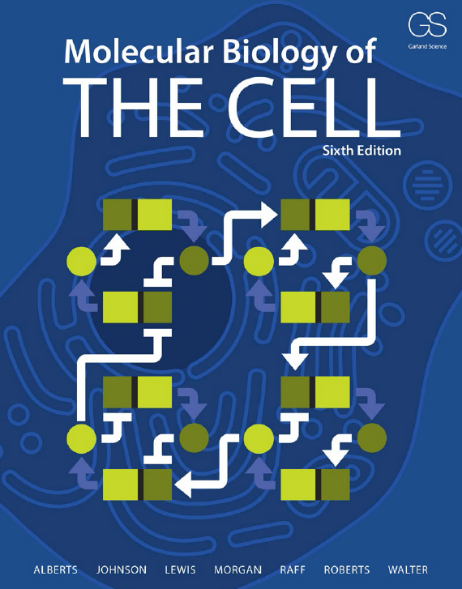 GS
Garland Science
Molecular Biology of
THE CELL
Sixth Edition
ALBERTS JOHNSON LEWIS MORGAN RAFF ROBERTS WALTER